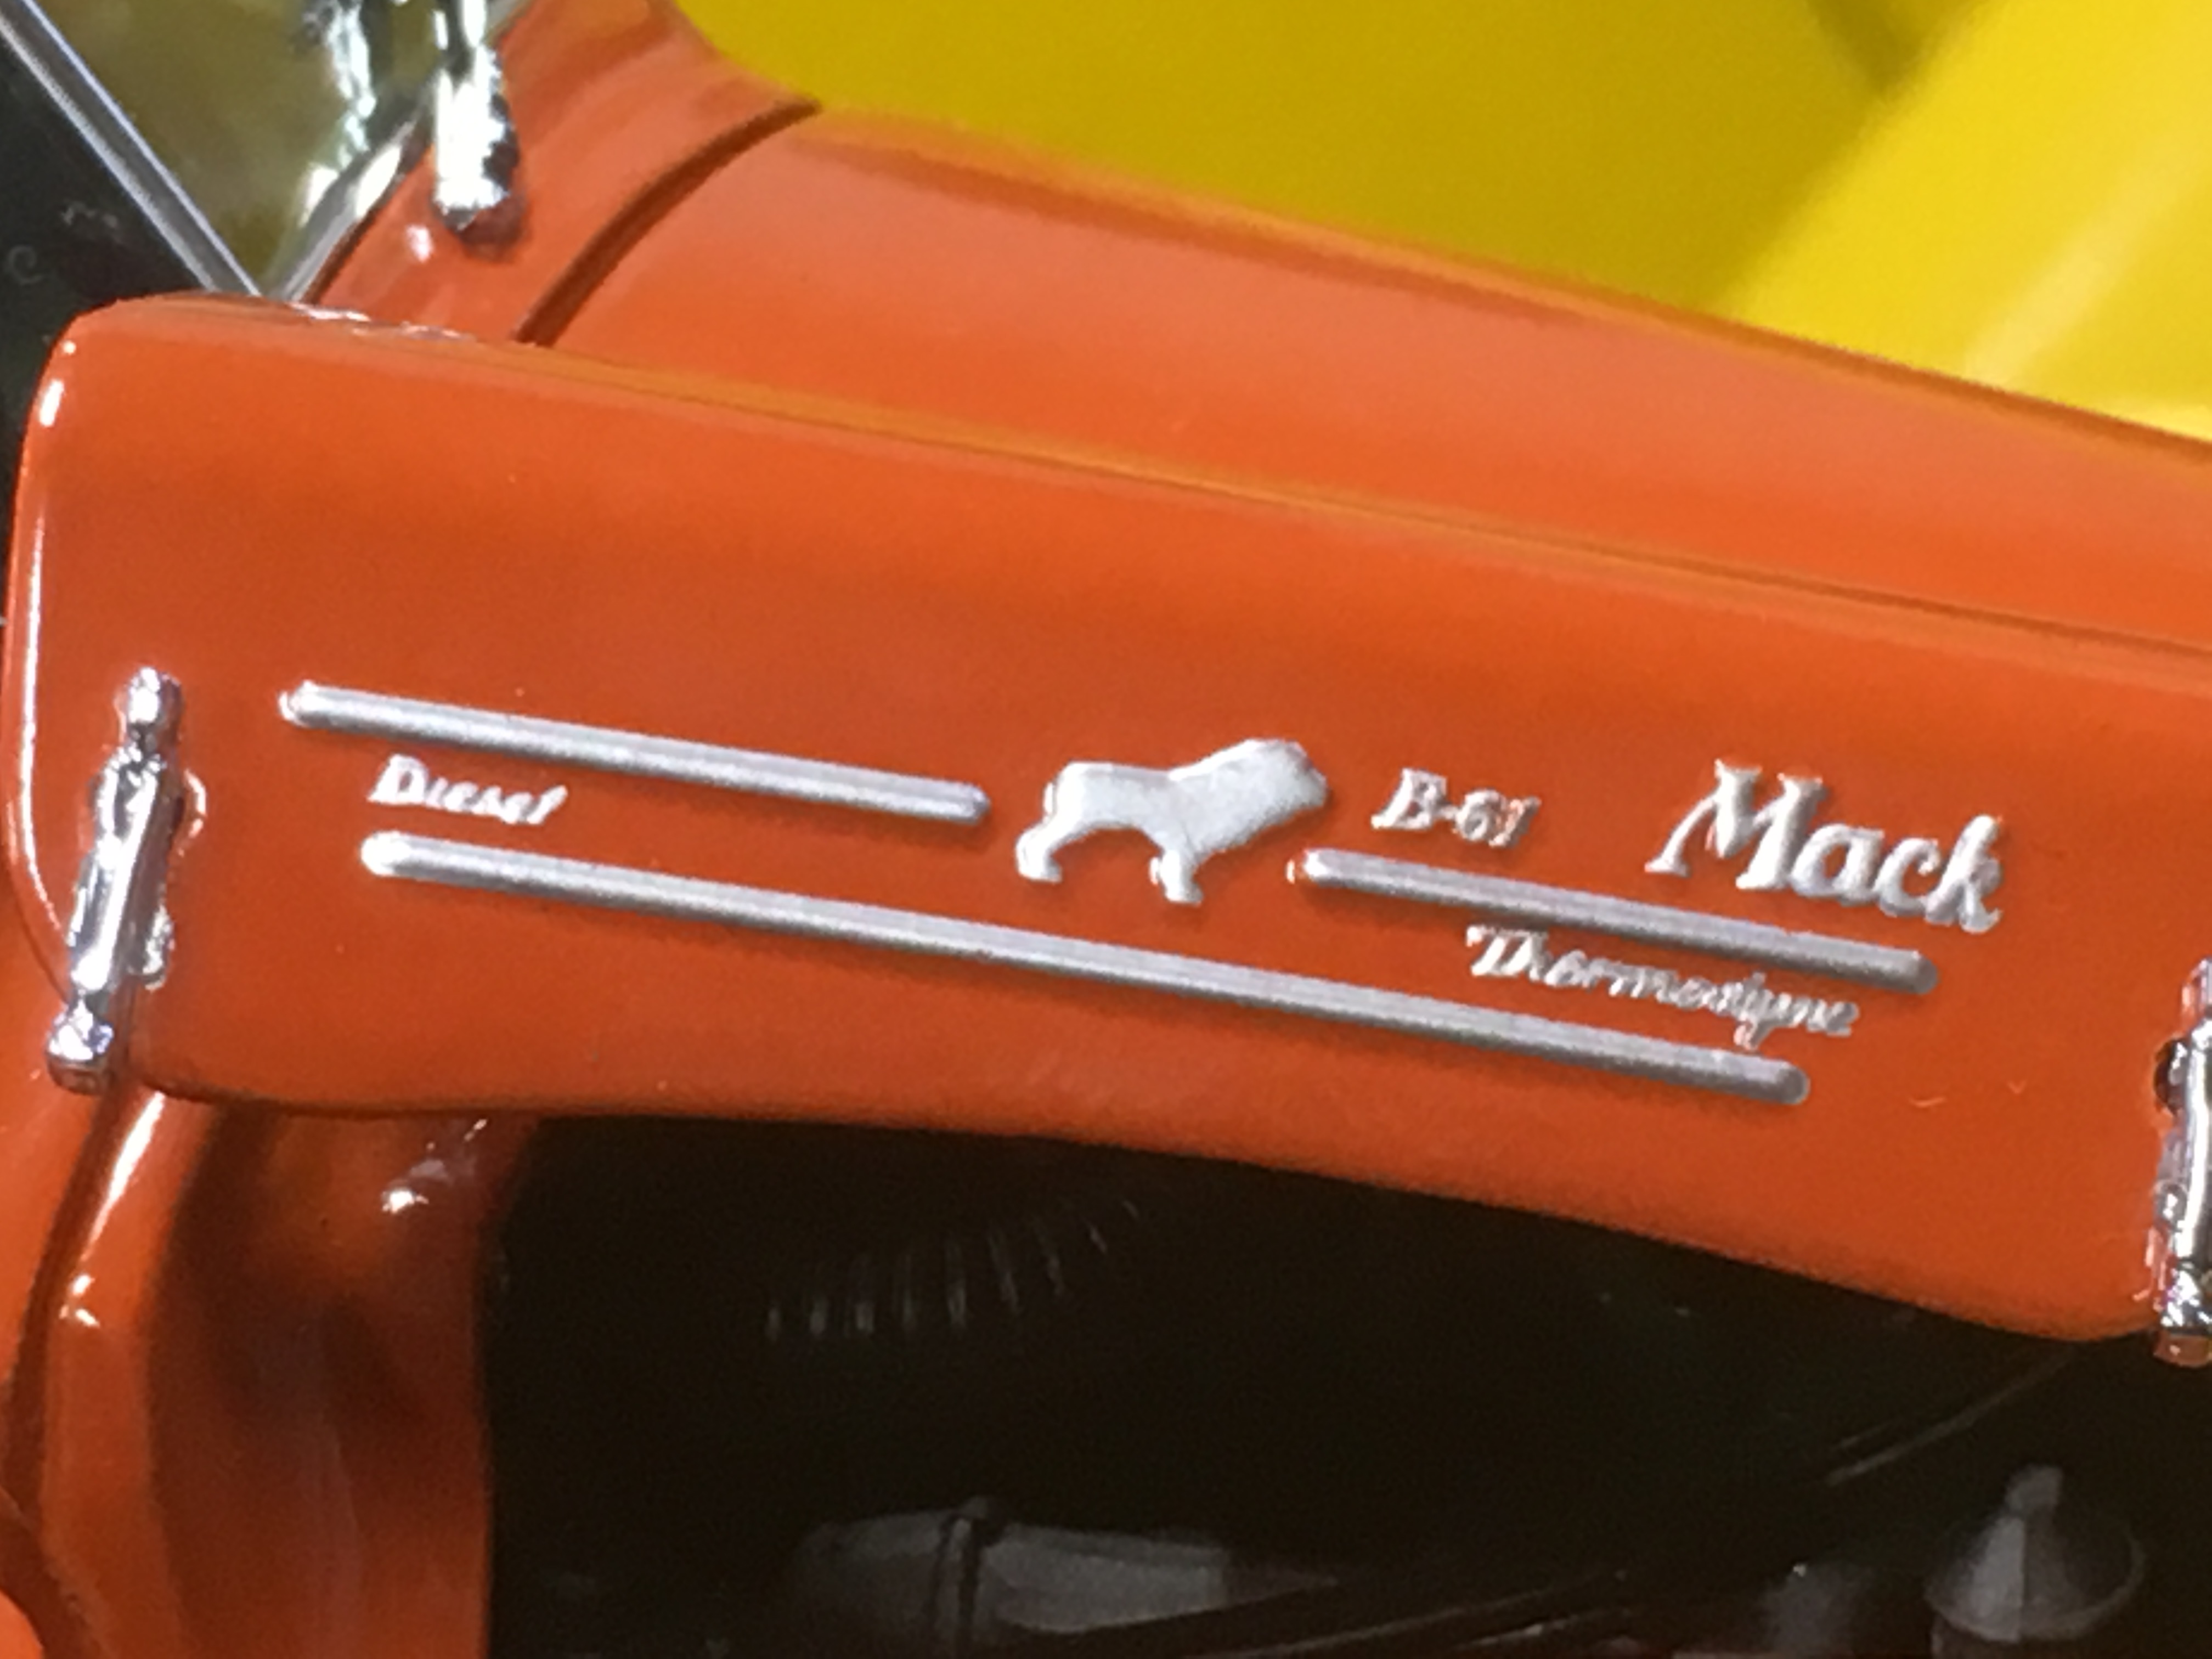 Diesel
B-61
Mack
Thermodyne